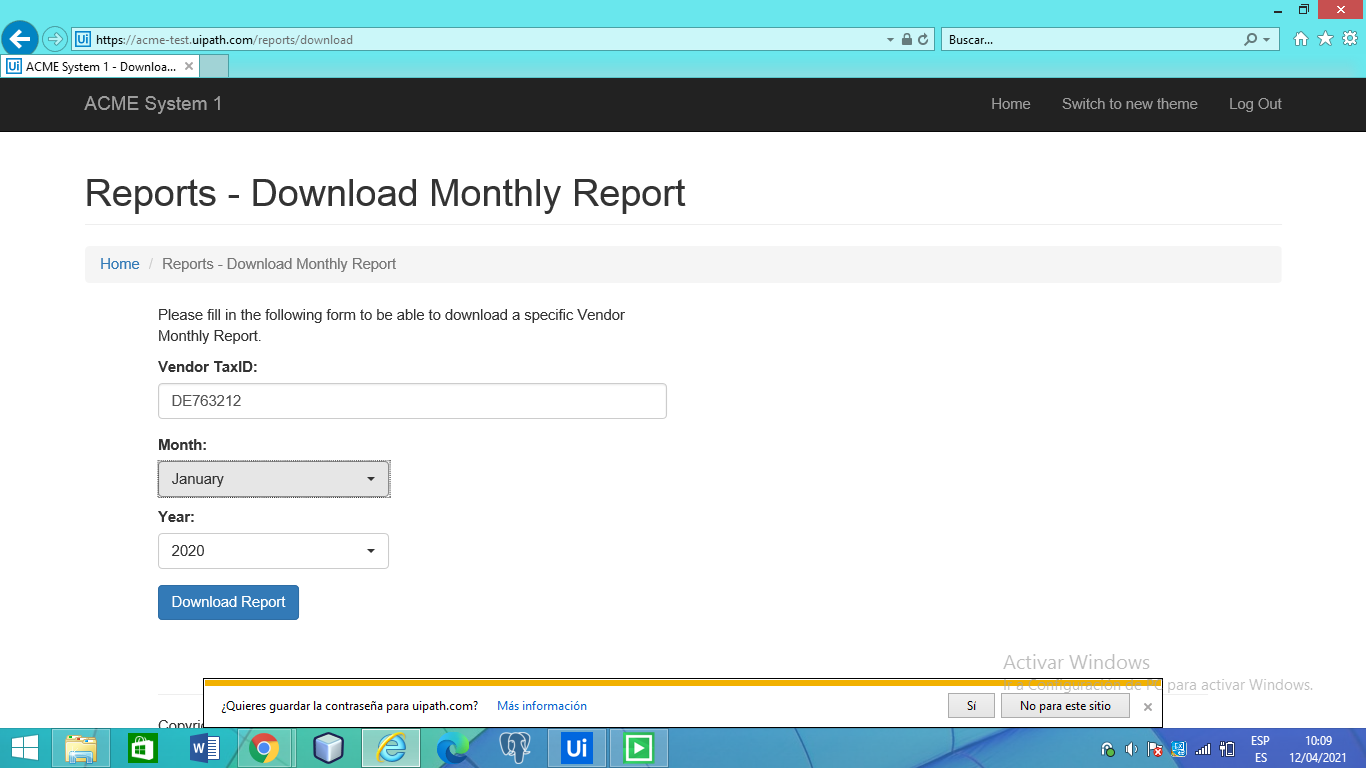 https://acme-test.uipath.com/reports/download
Buscar...
Ui ACME System 1 - Downloa...
ACME System 1
Home
Switch to new theme
Log Out
Reports - Download Monthly Report
Home / Reports - Download Monthly Report
Please fill in the following form to be able to download a specific Vendor
Monthly Report.
Vendor TaxID:
DE763212
Month:
January
Year:
2020
Download Report
Activar Windows
Ir a Configuración de PC para activar Windows.
¿Quieres guardar la contraseña para uipath.com?
Más información
Sí
No para este sitio
Ui
ESP
ES
10:09
12/04/2021